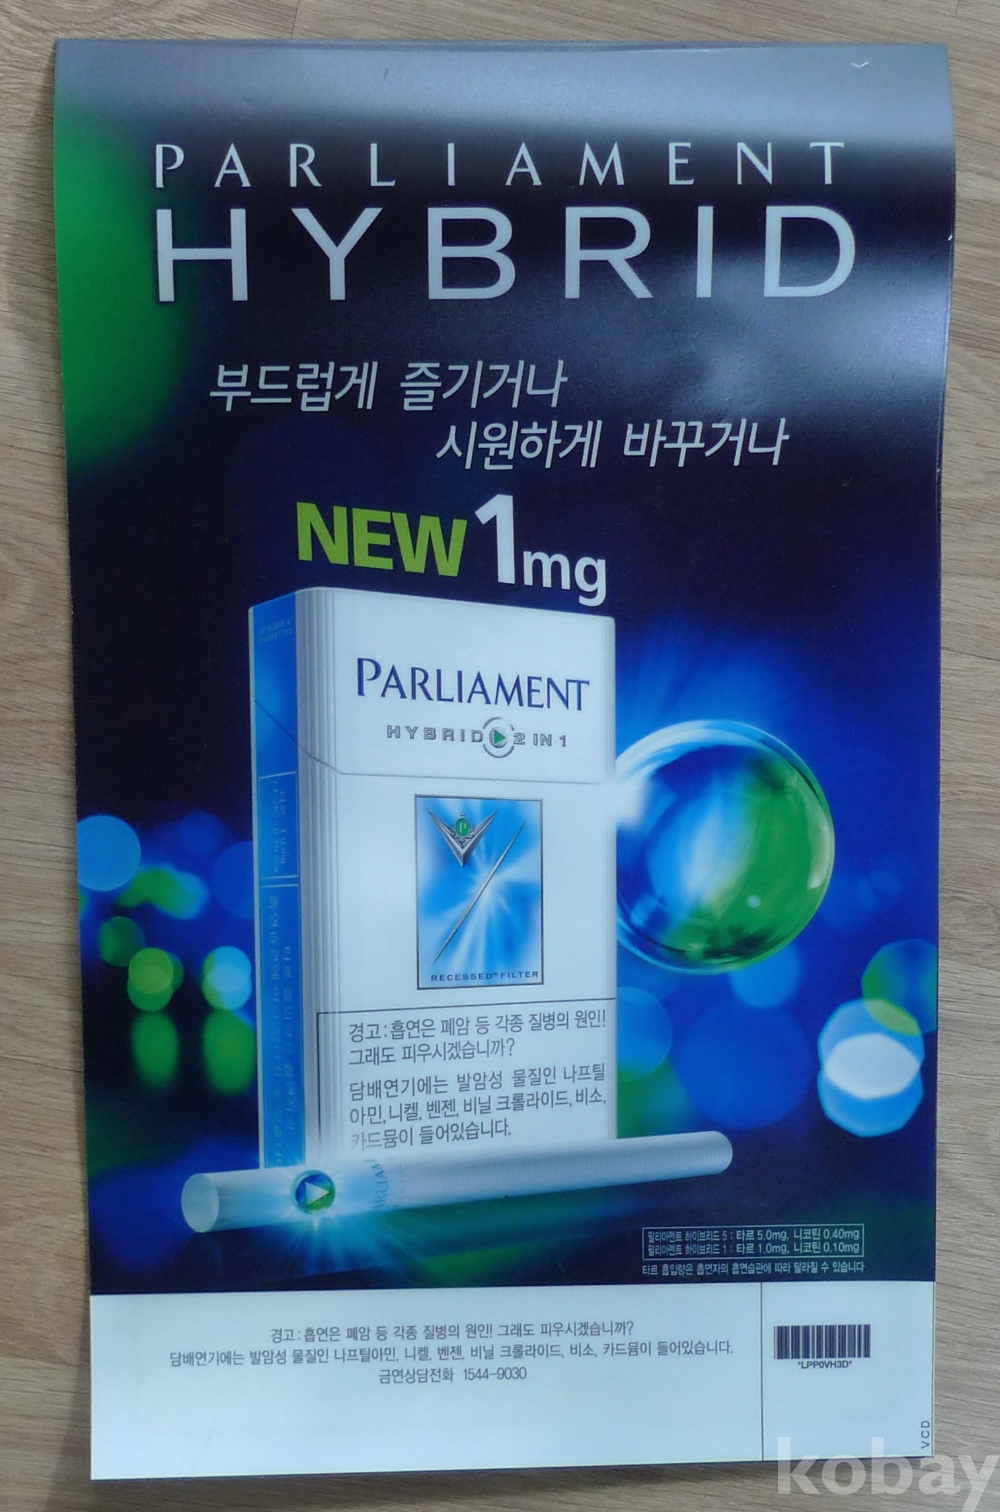 PARLIAMENT
HYBRID
부드럽게 즐기거나
시원하게 바꾸거나
NEW 1mg
PARLIAMENT
HYBRID 2 IN 1
P
RECESSED™ FILTER
경고: 흡연은 폐암 등 각종 질병의 원인!
그래도 피우시겠습니까?
담배연기에는 발암성 물질인 나프틸
아민, 니켈, 벤젠, 비닐 크롤라이드, 비소,
카드뮴이 들어있습니다.
팔리아멘트 하이브리드 5 : 타르 5.0mg, 니코틴 0.40mg
팔리아멘트 하이브리드 1 : 타르 1.0mg, 니코틴 0.10mg
타르 흡입량은 흡연자의 흡연습관에 따라 달라질 수 있습니다
경고: 흡연은 폐암 등 각종 질병의 원인! 그래도 피우시겠습니까?
담배연기에는 발암성 물질인 나프틸아민, 니켈, 벤젠, 비닐 크롤라이드, 비소, 카드뮴이 들어있습니다.
금연상담전화 1544-9030
*LPP0VH3D*
VCD
kobay